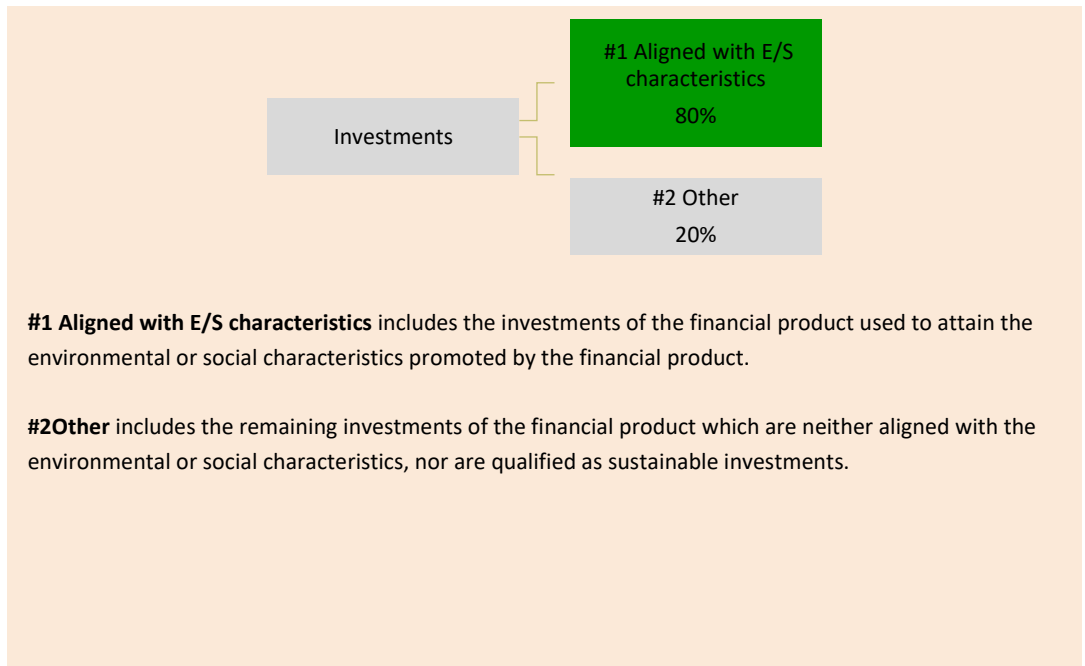 #1 Aligned with E/S
characteristics
80%
Investments
#2 Other
20%
#1 Aligned with E/S characteristics includes the investments of the financial product used to attain the
environmental or social characteristics promoted by the financial product.
#2Other includes the remaining investments of the financial product which are neither aligned with the
environmental or social characteristics, nor are qualified as sustainable investments.